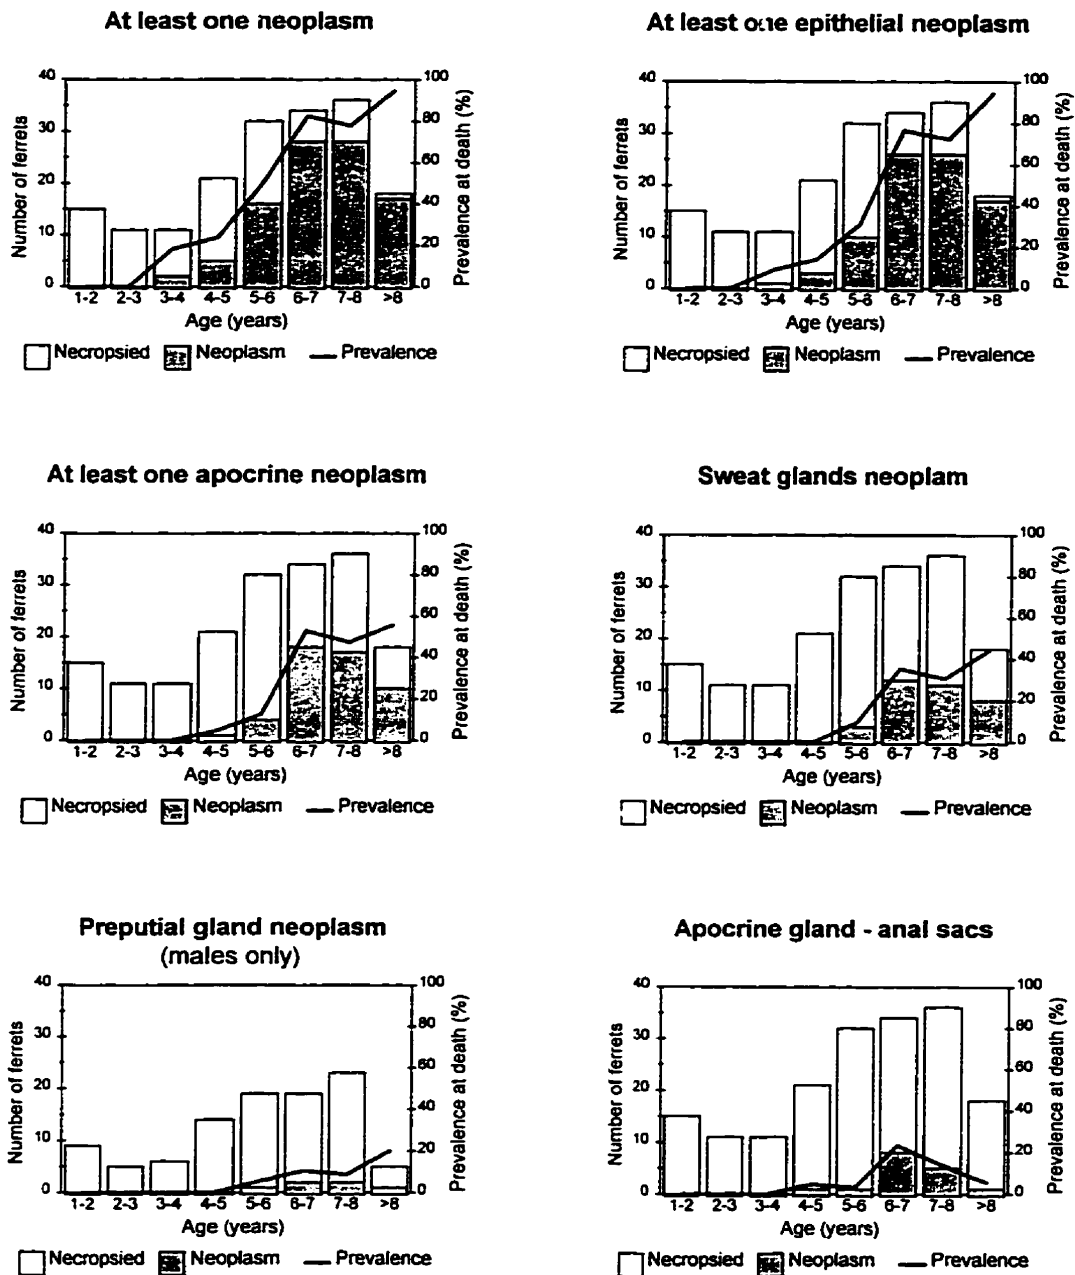 At least one neoplasm
40
30
20
10
0
Number of ferrets
100
80
60
40
20
0
Prevalence at death (%)
1-2 2-3 3-4 4-5 5-6 6-7 7-8 >8
Age (years)
Necropsied Neoplasm Prevalence
At least one epithelial neoplasm
40
30
20
10
0
Number of ferrets
100
80
60
40
20
0
Prevalence at death (%)
1-2 2-3 3-4 4-5 5-6 6-7 7-8 >8
Age (years)
Necropsied Neoplasm Prevalence
At least one apocrine neoplasm
40
30
20
10
0
Number of ferrets
100
80
60
40
20
0
Prevalence at death (%)
1-2 2-3 3-4 4-5 5-6 6-7 7-8 >8
Age (years)
Necropsied Neoplasm Prevalence
Sweat glands neoplam
40
30
20
10
0
Number of ferrets
100
80
60
40
20
0
Prevalence at death (%)
1-2 2-3 3-4 4-5 5-6 6-7 7-8 >8
Age (years)
Necropsied Neoplasm Prevalence
Preputial gland neoplasm
(males only)
40
30
20
10
0
Number of ferrets
100
80
60
40
20
0
Prevalence at death (%)
1-2 2-3 3-4 4-5 5-6 6-7 7-8 >8
Age (years)
Necropsied Neoplasm Prevalence
Apocrine gland - anal sacs
40
30
20
10
0
Number of ferrets
100
80
60
40
20
0
Prevalence at death (%)
1-2 2-3 3-4 4-5 5-6 6-7 7-8 >8
Age (years)
Necropsied Neoplasm Prevalence